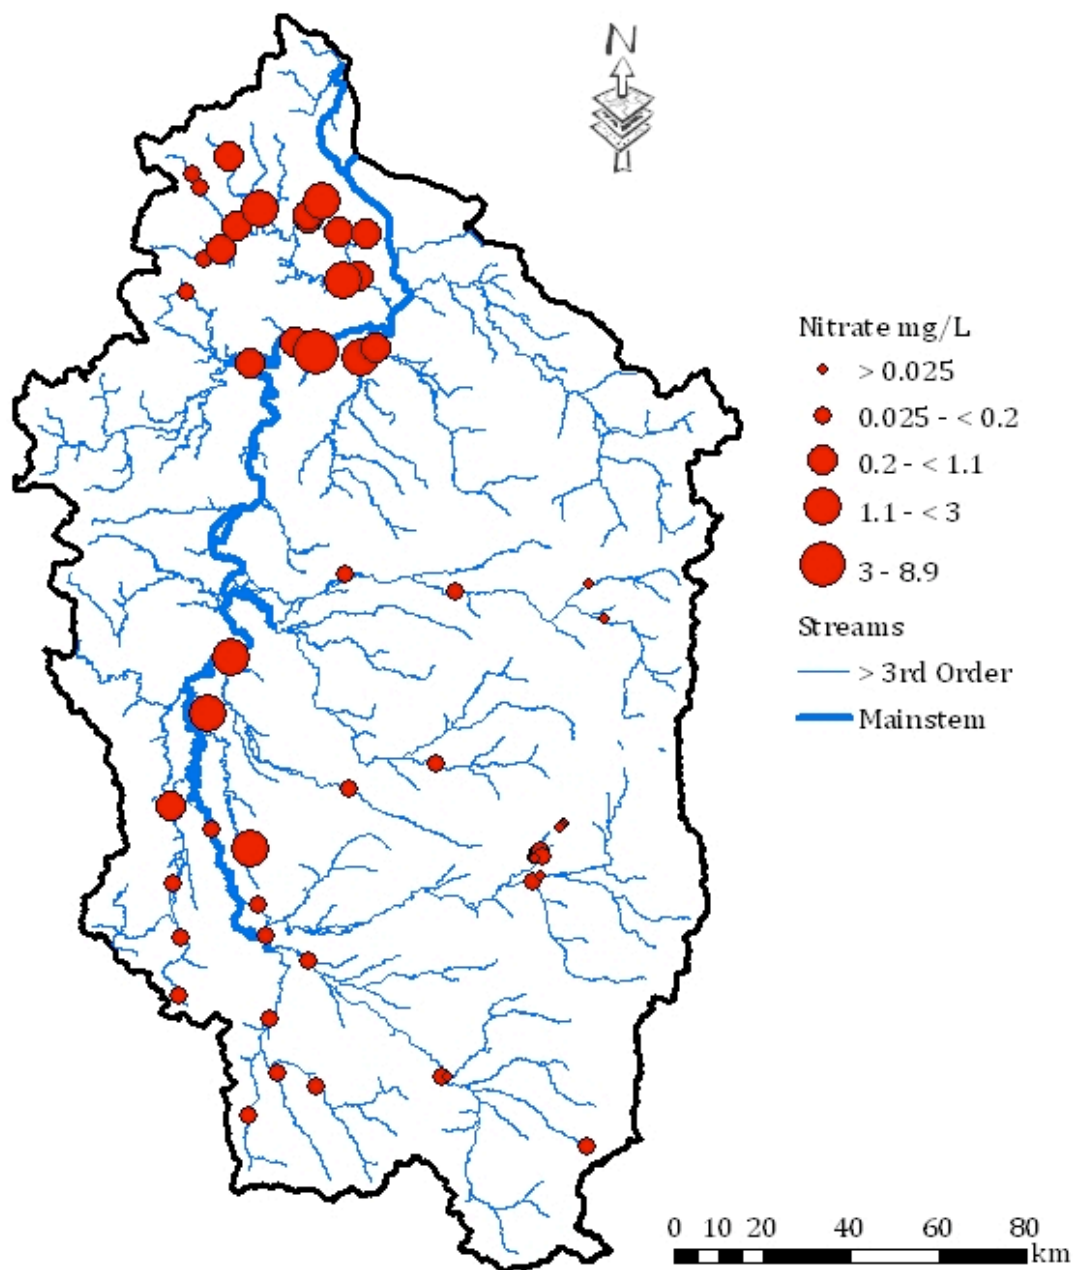 N
Nitrate mg/L
> 0.025
0.025 - < 0.2
0.2 - < 1.1
1.1 - < 3
3 - 8.9
Streams
> 3rd Order
Mainstem
0 10 20 40 60 80
km